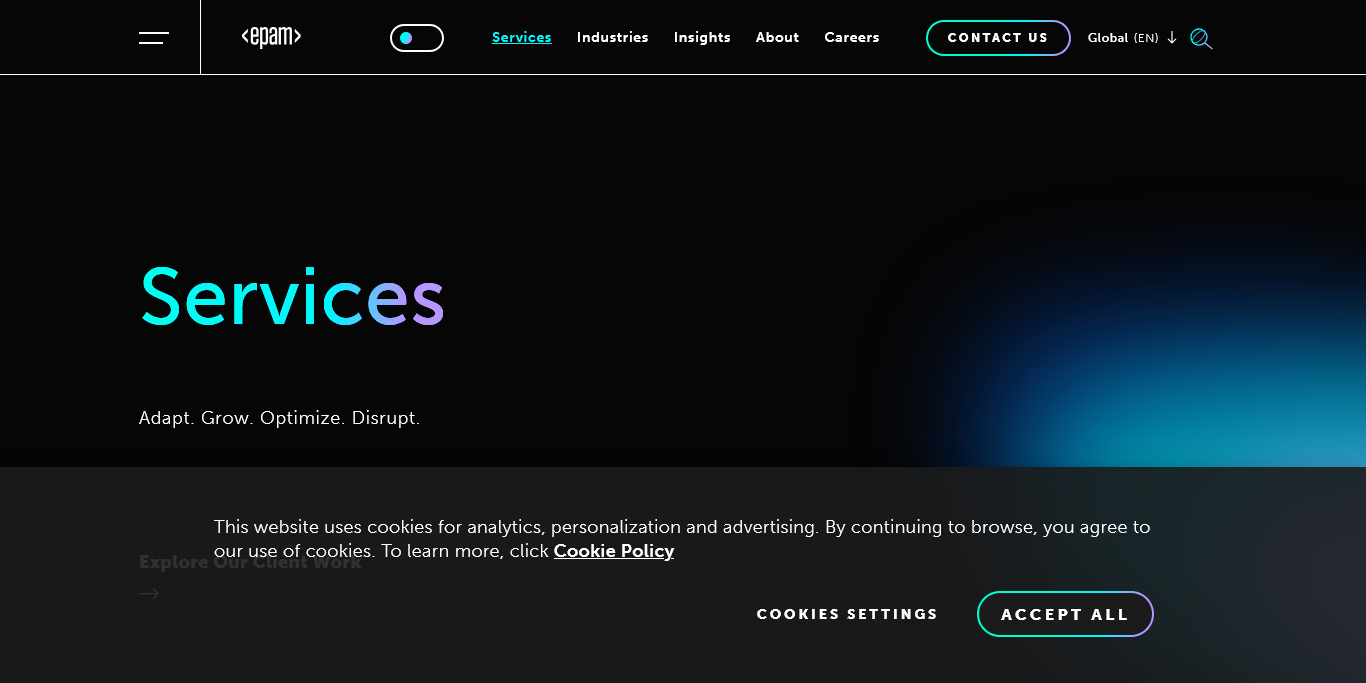 <epam>
Services Industries Insights About Careers
CONTACT US
Global (EN)
Services
Adapt. Grow. Optimize. Disrupt.
This website uses cookies for analytics, personalization and advertising. By continuing to browse, you agree to
our use of cookies. To learn more, click Cookie Policy
Explore Our Client Work
COOKIES SETTINGS
ACCEPT ALL